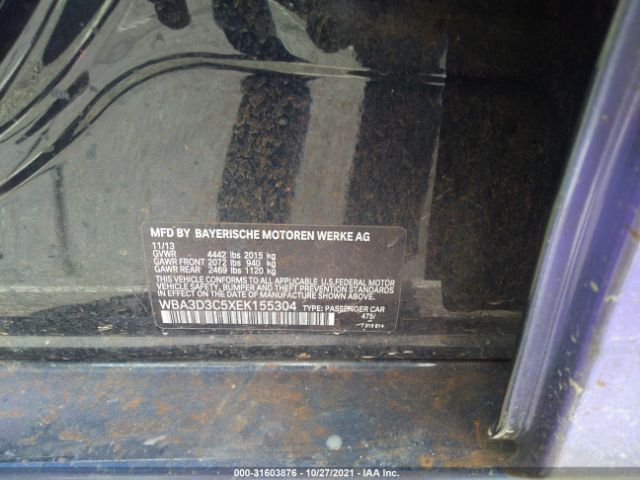 MFD BY BAYERISCHE MOTOREN WERKE AG
11/13
GVWR 4442 lbs 2015 kg
GAWR FRONT 2072 lbs 940 kg
GAWR REAR 2469 lbs 1120 kg
THIS VEHICLE CONFORMS TO ALL APPLICABLE U.S.FEDERAL MOTOR
VEHICLE SAFETY, BUMPER AND THEFT PREVENTION STANDARDS
IN EFFECT ON THE DATE OF MANUFACTURE SHOWN ABOVE.
WBA3D3C5XEK155304 TYPE: PASSENGER CAR
475/
7 313 814
000-31603876 - 10/27/2021 - IAA Inc.